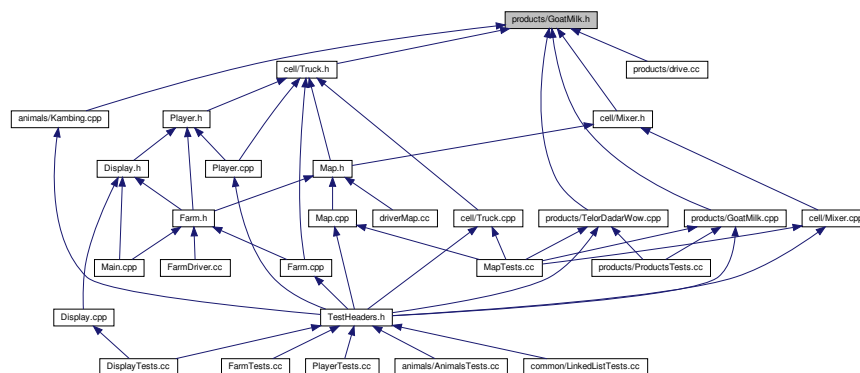 products/GoatMilk.h
cell/Truck.h
products/drive.cc
animals/Kambing.cpp
Player.h
cell/Mixer.h
Display.h
Player.cpp
Map.h
Farm.h
Map.cpp
driverMap.cc
cell/Truck.cpp
products/TelorDadarWow.cpp
products/GoatMilk.cpp
cell/Mixer.cpp
Main.cpp
FarmDriver.cc
Farm.cpp
MapTests.cc
products/ProductsTests.cc
Display.cpp
TestHeaders.h
DisplayTests.cc
FarmTests.cc
PlayerTests.cc
animals/AnimalsTests.cc
common/LinkedListTests.cc